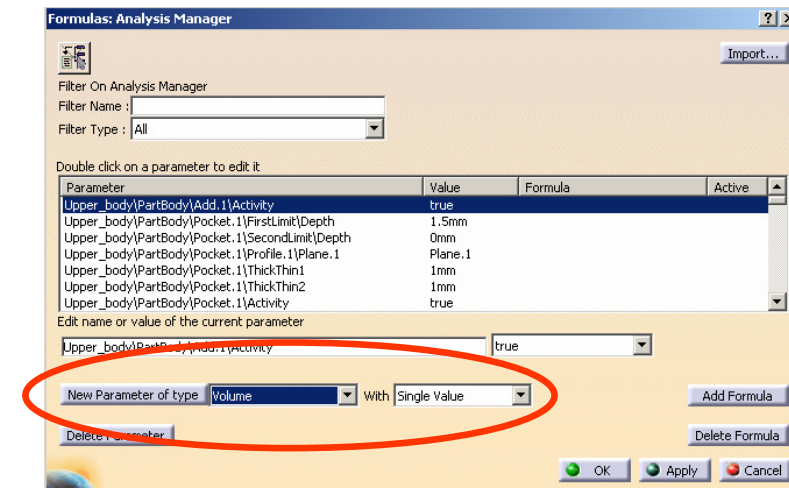 Formulas: Analysis Manager
Import...
Filter On Analysis Manager
Filter Name :
Filter Type : All
Double click on a parameter to edit it
Parameter Value Formula Active
Upper_body\PartBody\Add.1\Activity true
Upper_body\PartBody\Pocket.1\FirstLimit\Depth 1.5mm
Upper_body\PartBody\Pocket.1\SecondLimit\Depth 0mm
Upper_body\PartBody\Pocket.1\Profile.1\Plane.1 Plane.1
Upper_body\PartBody\Pocket.1\ThickThin1 1mm
Upper_body\PartBody\Pocket.1\ThickThin2 1mm
Upper_body\PartBody\Pocket.1\Activity true
Edit name or value of the current parameter
Upper_body\PartBody\Add.1\Activity true
New Parameter of type Volume With Single Value Add Formula
Delete Parameter Delete Formula
OK Apply Cancel